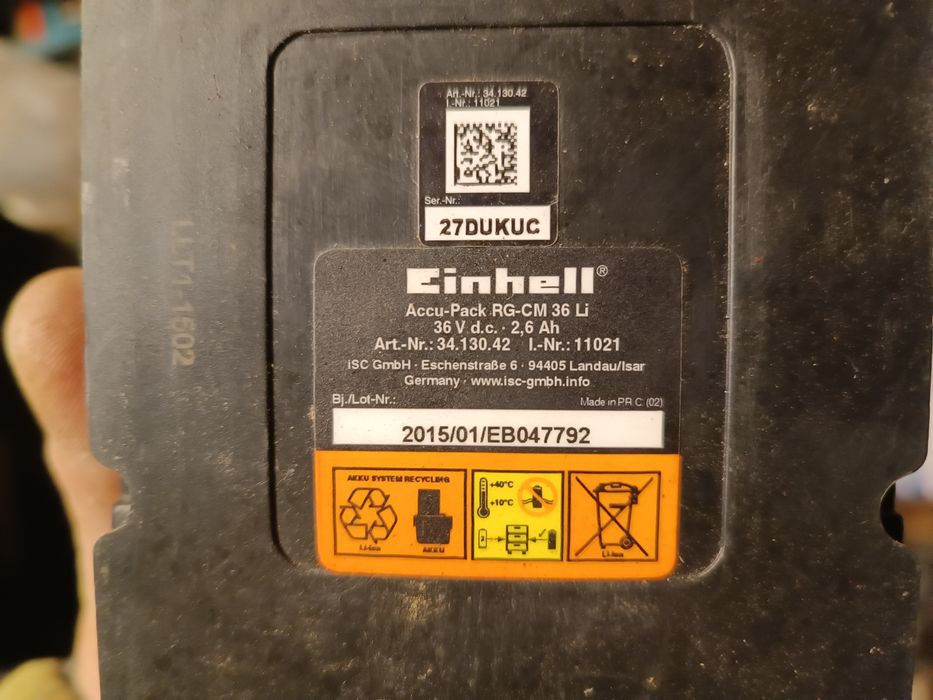 Art.-Nr.: 34.130.42
I.-Nr.: 11021
Ser.-Nr.:
27DUKUC
Einhell®
Accu-Pack RG-CM 36 Li
36 V d.c. · 2,6 Ah
Art.-Nr.: 34.130.42 I.-Nr.: 11021
iSC GmbH · Eschenstraße 6 · 94405 Landau/Isar
Germany · www.isc-gmbh.info
Bj./Lot-Nr.: Made in P.R.C. (02)
2015/01/EB047792
AKKU SYSTEM RECYCLING
Li-Ion AKKU
+40°C
+10°C
Li-Ion